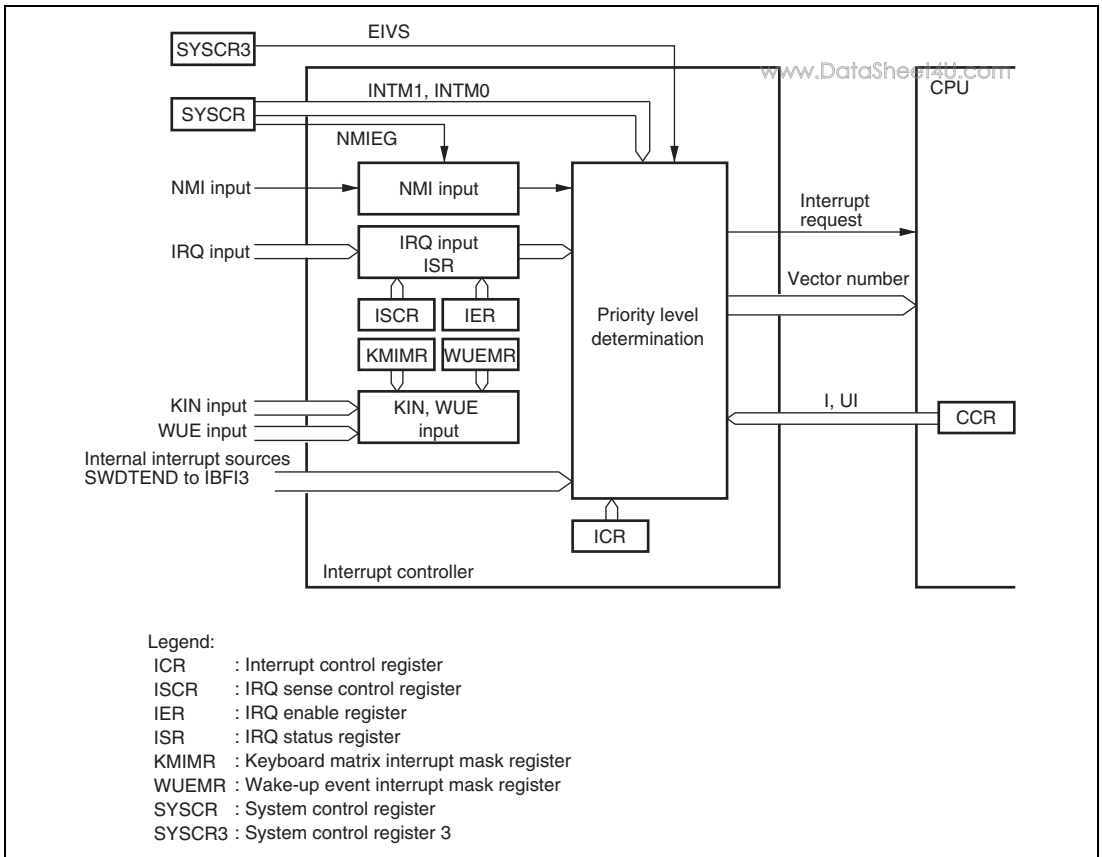 EIVS
SYSCR3
www.DataSheet4U.com
CPU
INTM1, INTM0
SYSCR
NMIEG
NMI input
NMI input
IRQ input
IRQ input
ISR
Interrupt
request
Vector number
ISCR
IER
Priority level
determination
KMIMR
WUEMR
KIN input
WUE input
KIN, WUE
input
I, UI
CCR
Internal interrupt sources
SWDTEND to IBFI3
ICR
Interrupt controller
Legend:
ICR : Interrupt control register
ISCR : IRQ sense control register
IER : IRQ enable register
ISR : IRQ status register
KMIMR : Keyboard matrix interrupt mask register
WUEMR : Wake-up event interrupt mask register
SYSCR : System control register
SYSCR3 : System control register 3